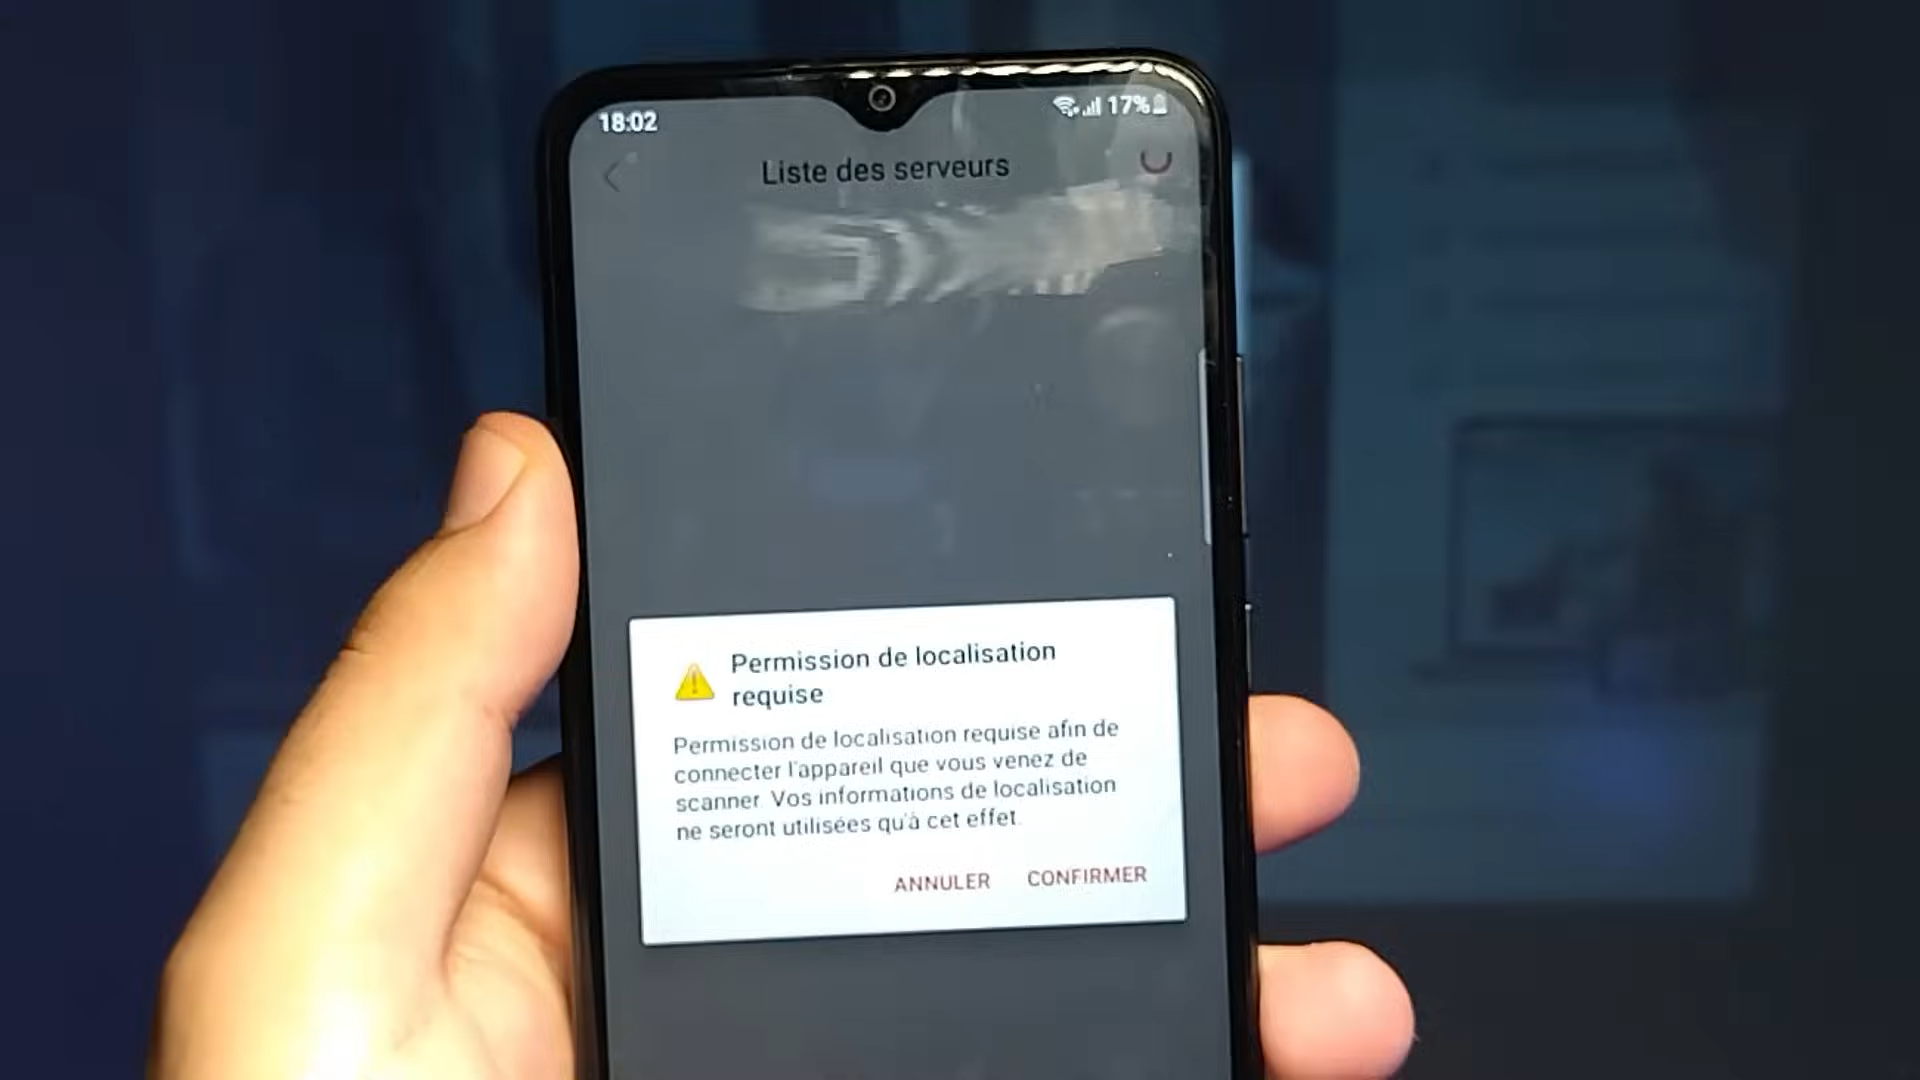 18:02
17%
Liste des serveurs
Permission de localisation
requise
Permission de localisation requise afin de
connecter l'appareil que vous venez de
scanner. Vos informations de localisation
ne seront utilisées qu'à cet effet.
ANNULER
CONFIRMER